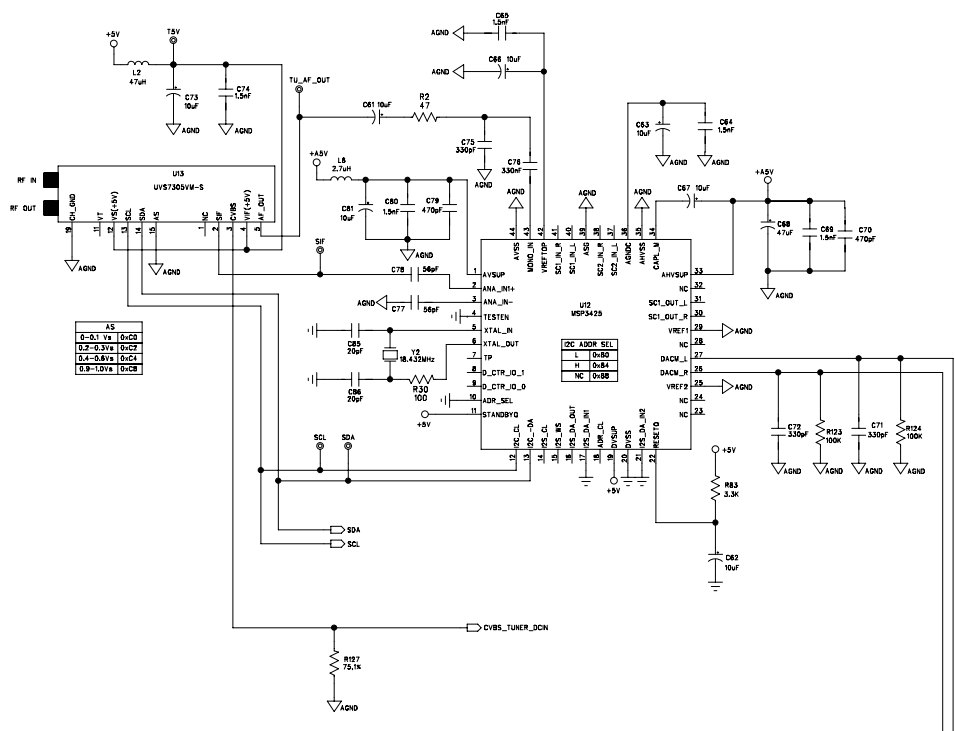 +5V
T5V
L2
47uH
C73
10uF
C74
1.5nF
AGND
AGND
TU_AF_OUT
C65
1.5nF
AGND
C66 10uF
AGND
C61 10uF
R2
47
C75
330pF
AGND
C76
330nF
+A5V
L6
2.7uH
C81
10uF
C80
1.5nF
C79
470pF
AGND
C63
10uF
AGND
C64
1.5nF
AGND
C67 10uF
+A5V
C68
47uF
C69
1.5nF
C70
470pF
AGND
RF IN
RF OUT
U13
UVS7305VM-S
CH_GND
VT
VS(+5V)
SCL
SDA
AS
NC
SIF
CVBS
VIF(+5V)
AF_OUT
19
11
12
13
14
15
1
2
3
4
5
AGND
AGND
SIF
C78 56pF
AGND
C77 56pF
C85
20pF
Y2
18.432MHz
C86
20pF
R30
100
+5V
AS
0-0.1 Vs 0xC0
0.2-0.3Vs 0xC2
0.4-0.6Vs 0xC4
0.9-1.0Vs 0xC8
AGND
AGND
AGND
AGND
44
43
42
41
40
39
38
37
36
35
34
AVSS
MONO_IN
VREFTOP
SC1_IN_R
SC1_IN_L
ASG
SC2_IN_R
SC2_IN_L
AGNDC
AHVSS
CAPL_M
1 AVSUP
2 ANA_IN1+
3 ANA_IN-
4 TESTEN
5 XTAL_IN
6 XTAL_OUT
7 TP
8 D_CTR_IO_1
9 D_CTR_IO_0
10 ADR_SEL
11 STANDBYQ
U12
MSP3425
I2C ADDR SEL
L 0x80
H 0x84
NC 0x88
AHVSUP 33
NC 32
SC1_OUT_L 31
SC1_OUT_R 30
VREF1 29
NC 28
DACM_L 27
DACM_R 26
VREF2 25
NC 24
NC 23
AGND
AGND
I2C_CL
I2C_-DA
I2S_CL
I2S_WS
I2S_DA_OUT
I2S_DA_IN1
ADR_CL
DVSUP
DVSS
I2S_DA_IN2
RESETQ
12
13
14
15
16
17
18
19
20
21
22
+5V
C72
330pF
R123
100K
C71
330pF
R124
100K
AGND
AGND
AGND
AGND
SCL
SDA
+5V
R83
3.3K
C62
10uF
SDA
SCL
CVBS_TUNER_DCIN
R127
75,1%
AGND